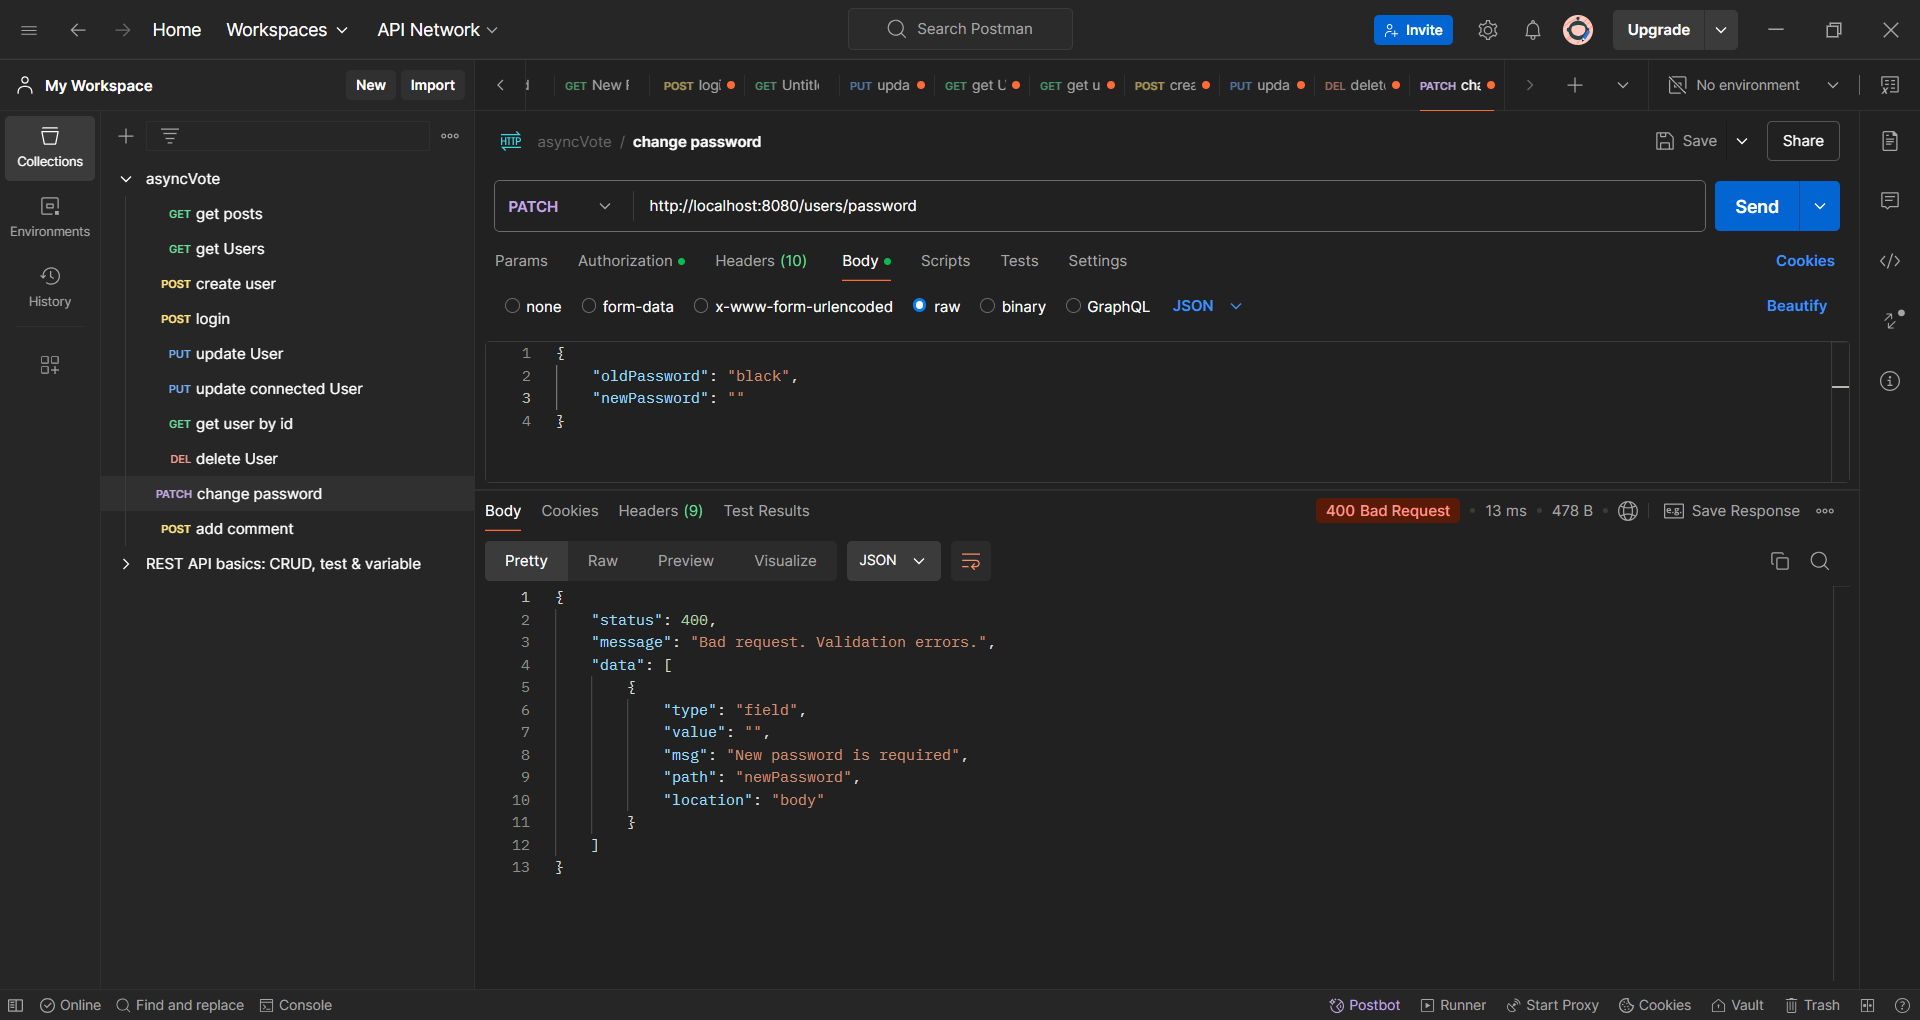 Home Workspaces API Network Search Postman Invite Upgrade
My Workspace New Import
GET New F POST logi GET Untitle PUT upda GET get U GET get u POST crea PUT upda DEL delet PATCH cha No environment
Collections
Environments
History
asyncVote
GET get posts
GET get Users
POST create user
POST login
PUT update User
PUT update connected User
GET get user by id
DEL delete User
PATCH change password
POST add comment
REST API basics: CRUD, test & variable
HTTP asyncVote / change password Save Share
PATCH http://localhost:8080/users/password Send
Params Authorization Headers (10) Body Scripts Tests Settings Cookies
none form-data x-www-form-urlencoded raw binary GraphQL JSON Beautify
1 {
2 "oldPassword": "black",
3 "newPassword": ""
4 }
Body Cookies Headers (9) Test Results 400 Bad Request 13 ms 478 B e.g. Save Response
Pretty Raw Preview Visualize JSON
1 {
2 "status": 400,
3 "message": "Bad request. Validation errors.",
4 "data": [
5 {
6 "type": "field",
7 "value": "",
8 "msg": "New password is required",
9 "path": "newPassword",
10 "location": "body"
11 }
12 ]
13 }
Online Find and replace Console Postbot Runner Start Proxy Cookies Vault Trash